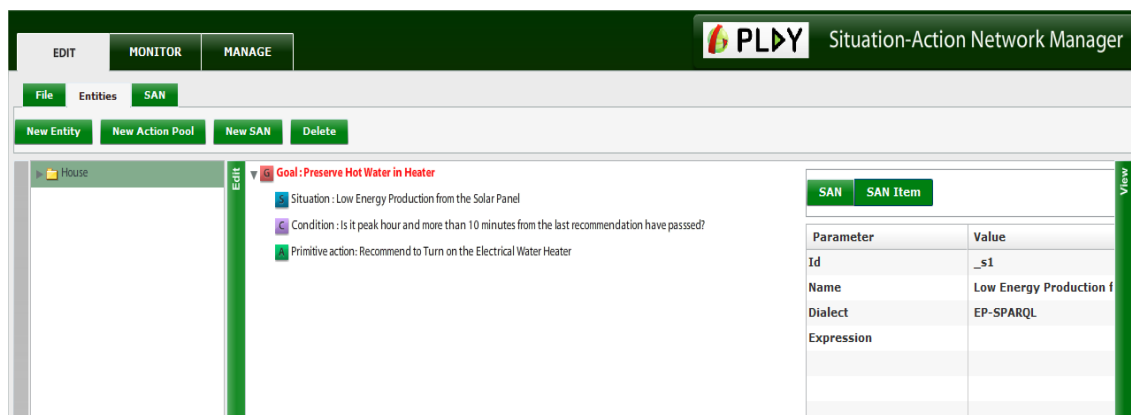 PLDY Situation-Action Network Manager
EDIT MONITOR MANAGE
File Entities SAN
New Entity New Action Pool New SAN Delete
House
Edit
G Goal : Preserve Hot Water in Heater
S Situation : Low Energy Production from the Solar Panel
C Condition : Is it peak hour and more than 10 minutes from the last recommendation have passsed?
A Primitive action: Recommend to Turn on the Electrical Water Heater
SAN SAN Item
View
Parameter Value
Id _s1
Name Low Energy Production f
Dialect EP-SPARQL
Expression